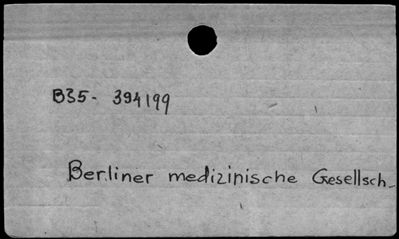 B35- 394199
Berliner medizinische Gesellsch-